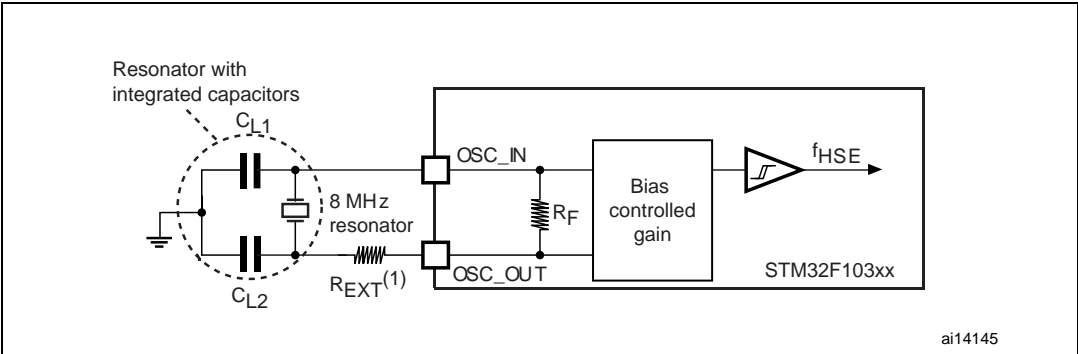 Resonator with
integrated capacitors
CL1
OSC_IN
fHSE
8 MHz
resonator
RF
Bias
controlled
gain
REXT(1)
OSC_OUT
STM32F103xx
CL2
ai14145